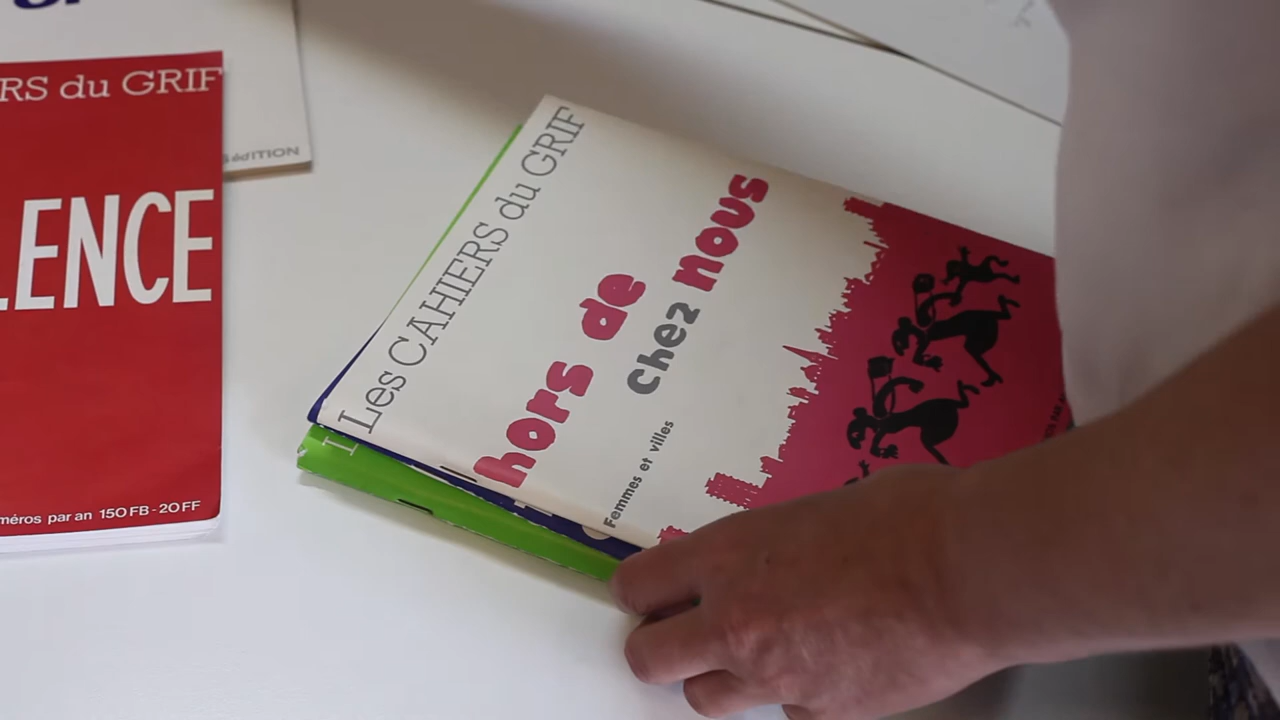 RS du GRIF
LENCE
méros par an 150 FB - 20 FF
Les CAHIERS du GRIF
hors de
chez nous
Femmes et villes